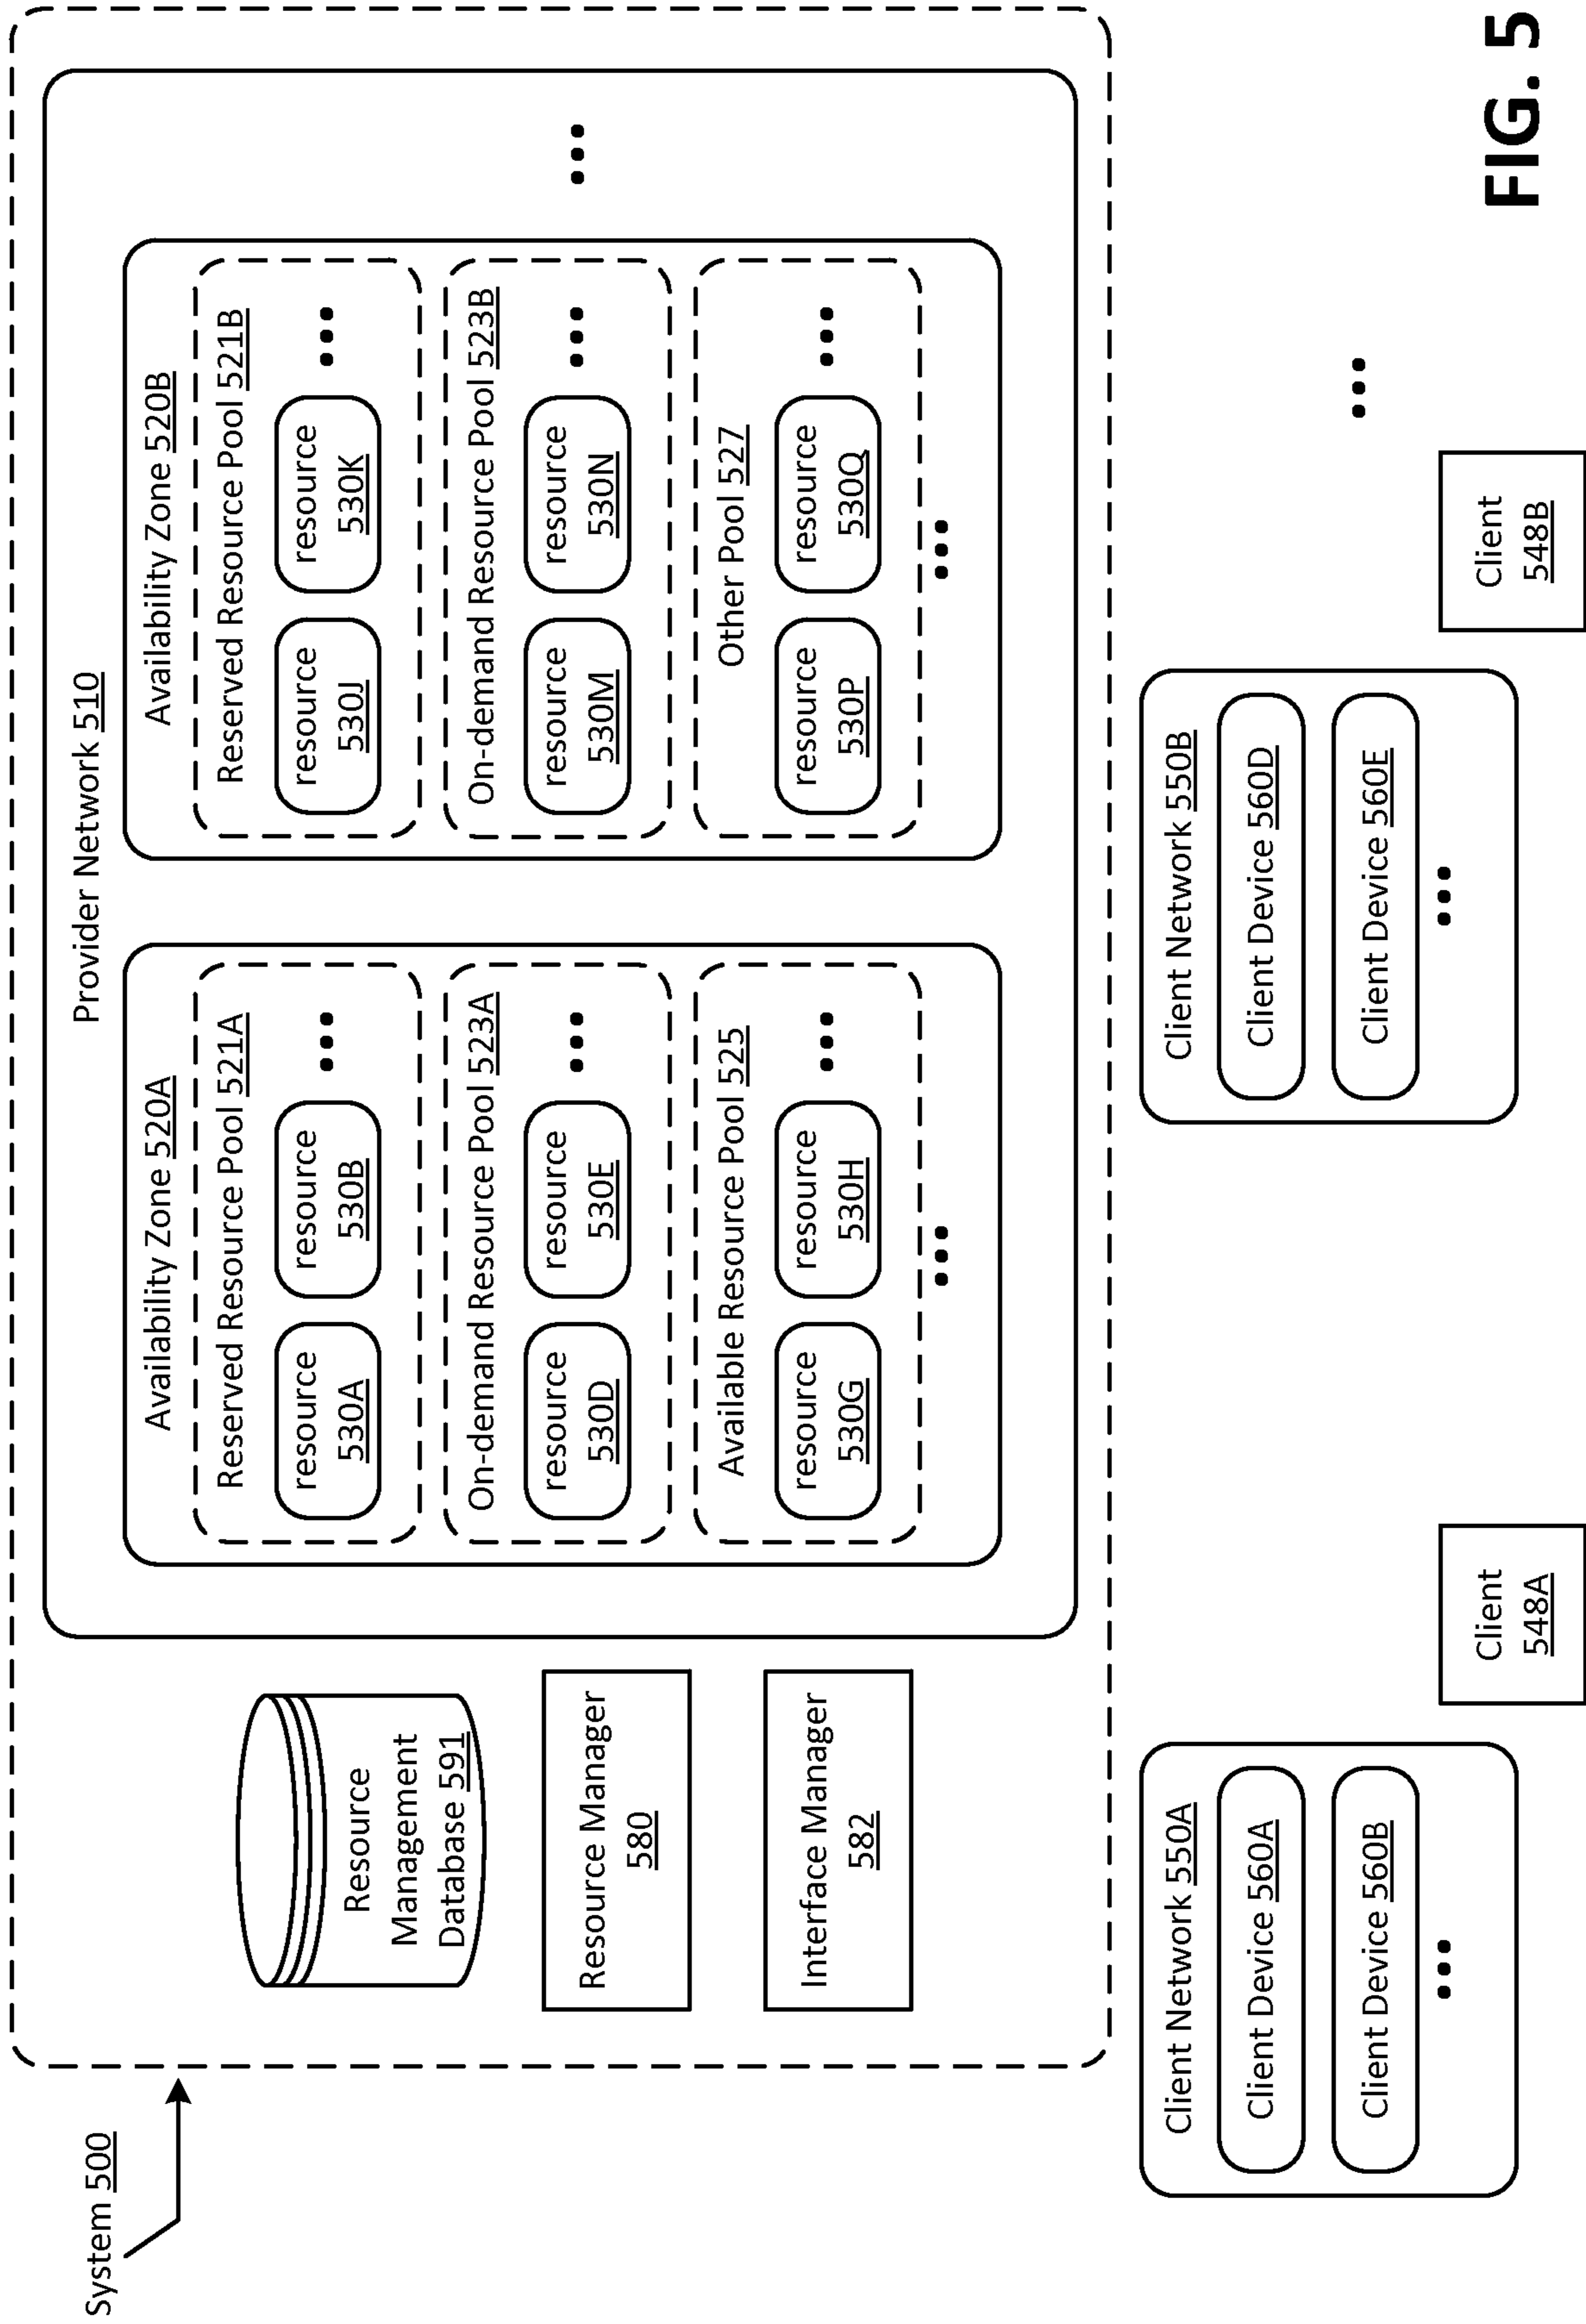 System 500
Resource
Management
Database 591
Resource Manager
580
Interface Manager
582
Provider Network 510
Availability Zone 520A
Reserved Resource Pool 521A
resource
530A
resource
530B
...
On-demand Resource Pool 523A
resource
530D
resource
530E
...
Available Resource Pool 525
resource
530G
resource
530H
...
...
Availability Zone 520B
Reserved Resource Pool 521B
resource
530J
resource
530K
...
On-demand Resource Pool 523B
resource
530M
resource
530N
...
Other Pool 527
resource
530P
resource
530Q
...
...
...
Client Network 550A
Client Device 560A
Client Device 560B
...
Client
548A
Client Network 550B
Client Device 560D
Client Device 560E
...
Client
548B
...
FIG. 5